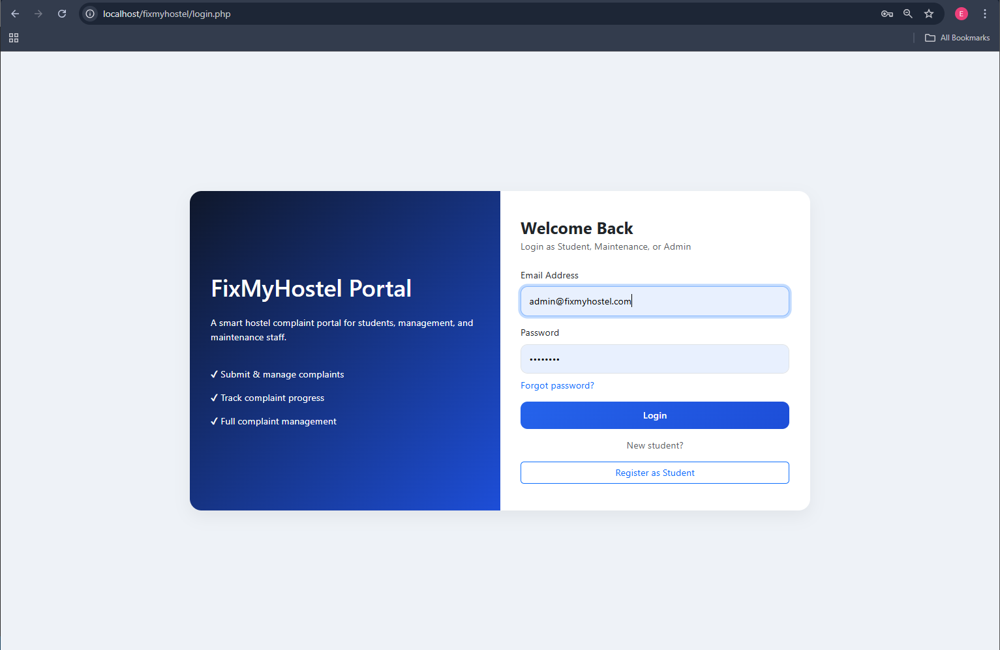 localhost/fixmyhostel/login.php
E
All Bookmarks
FixMyHostel Portal
A smart hostel complaint portal for students, management, and
maintenance staff.
✓ Submit & manage complaints
✓ Track complaint progress
✓ Full complaint management
Welcome Back
Login as Student, Maintenance, or Admin
Email Address
admin@fixmyhostel.com
Password
••••••••
Forgot password?
Login
New student?
Register as Student